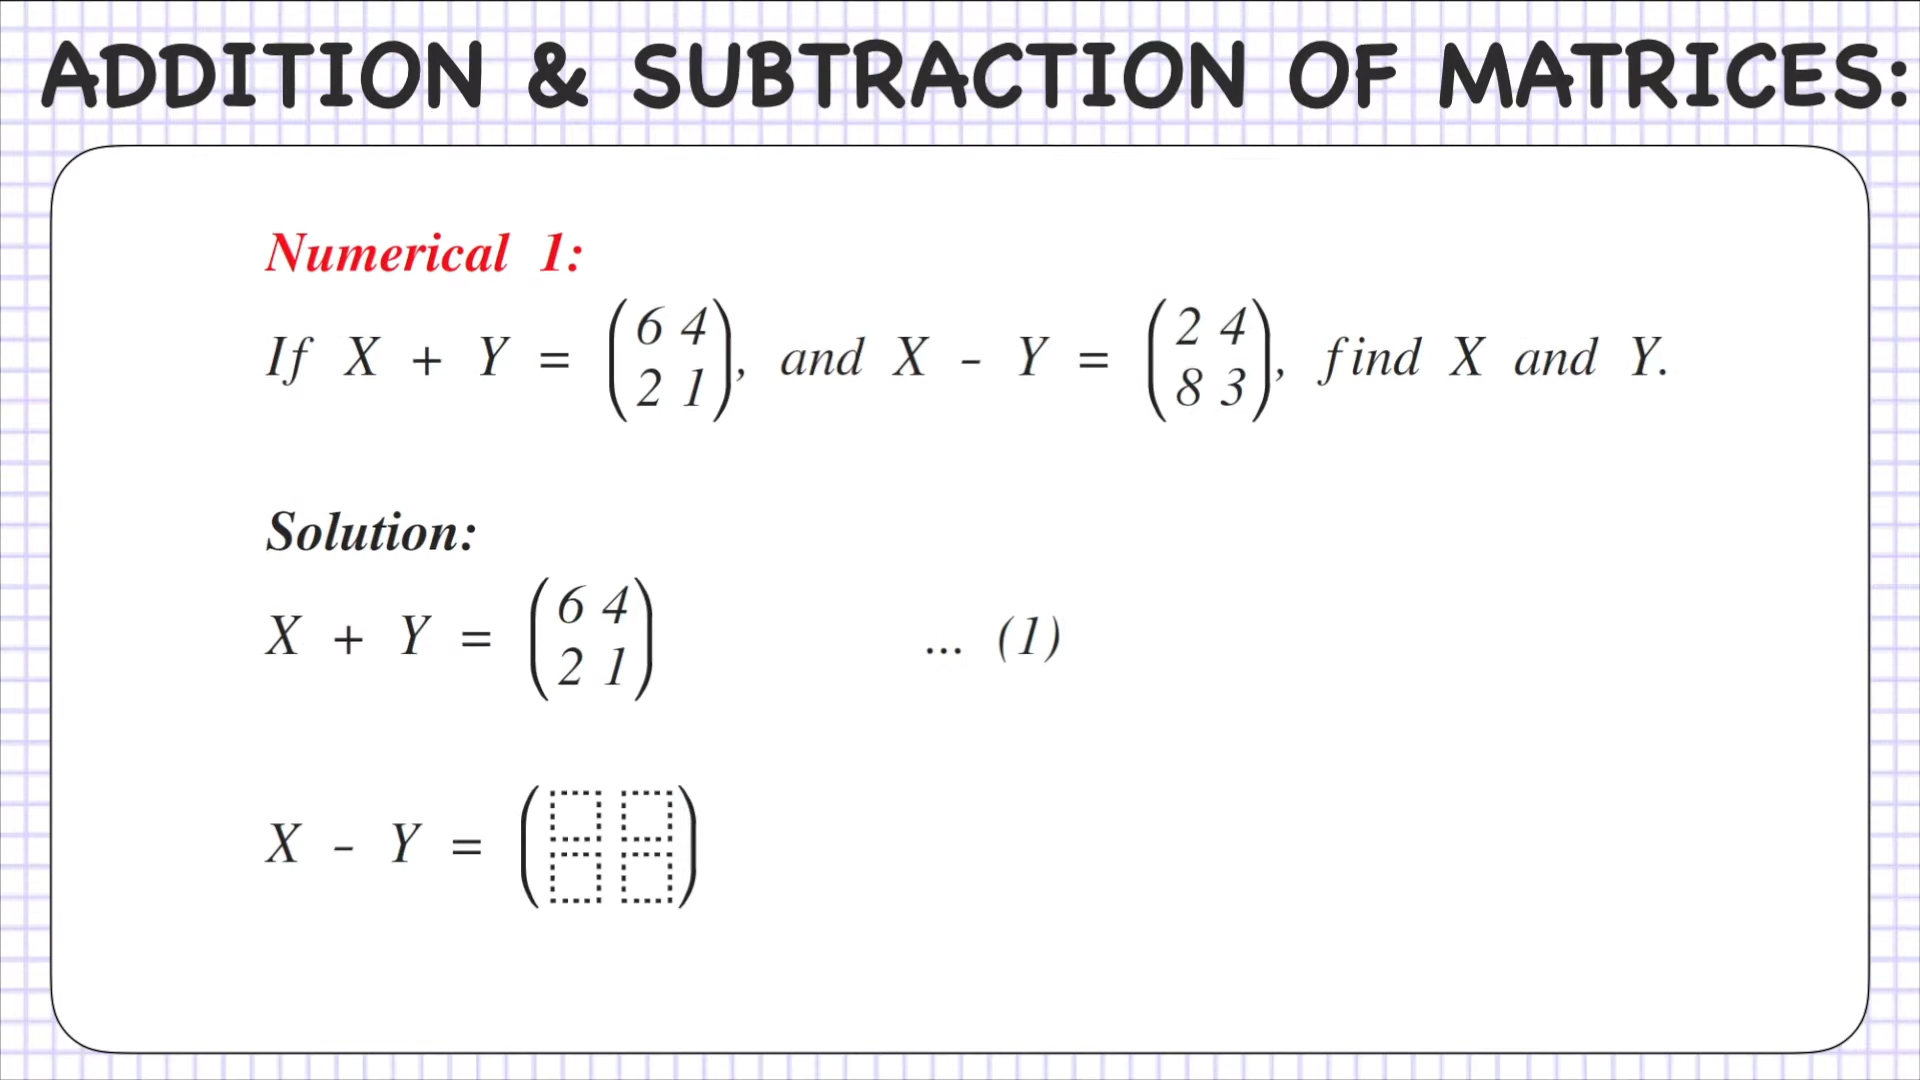 ADDITION & SUBTRACTION OF MATRICES:
Numerical 1:
If X + Y = (6 4
2 1), and X - Y = (2 4
8 3), find X and Y.
Solution:
X + Y = (6 4
2 1) ... (1)
X - Y = ( )